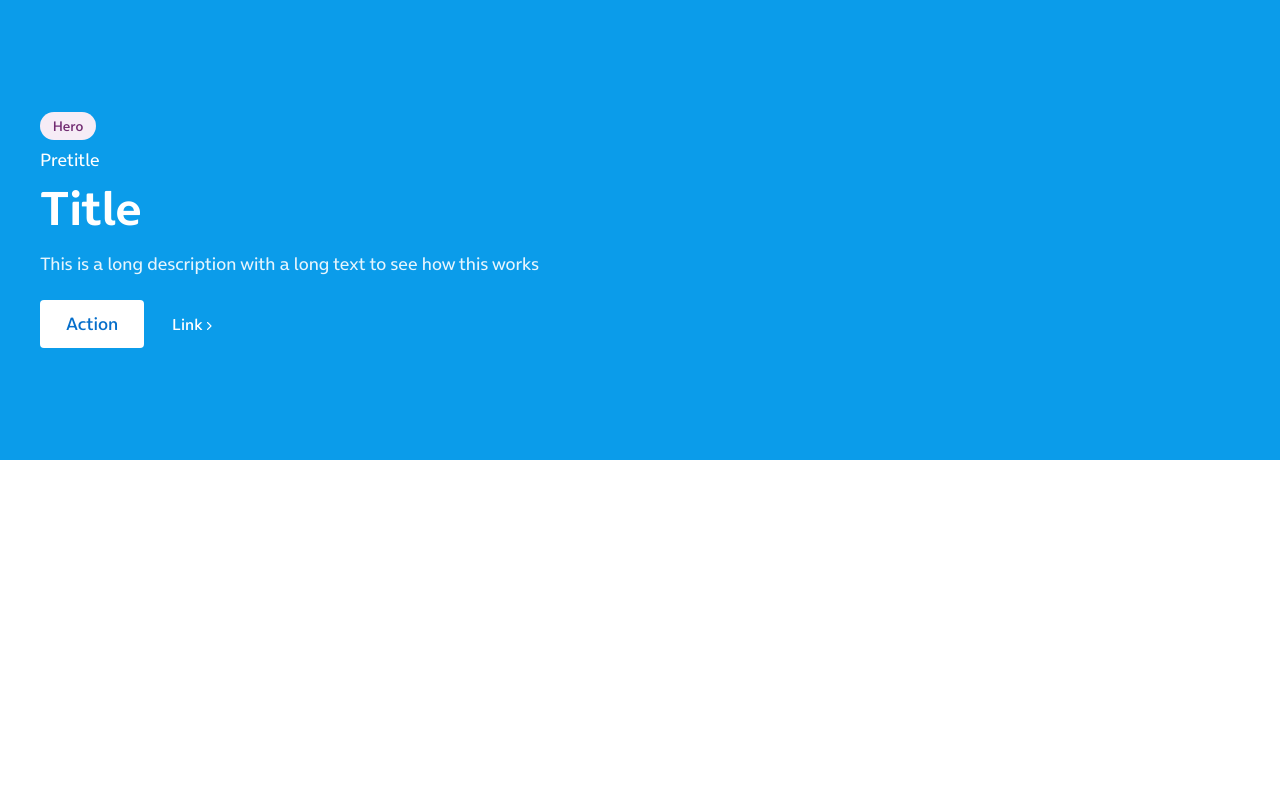 Hero
Pretitle
Title
This is a long description with a long text to see how this works
Action
Link >